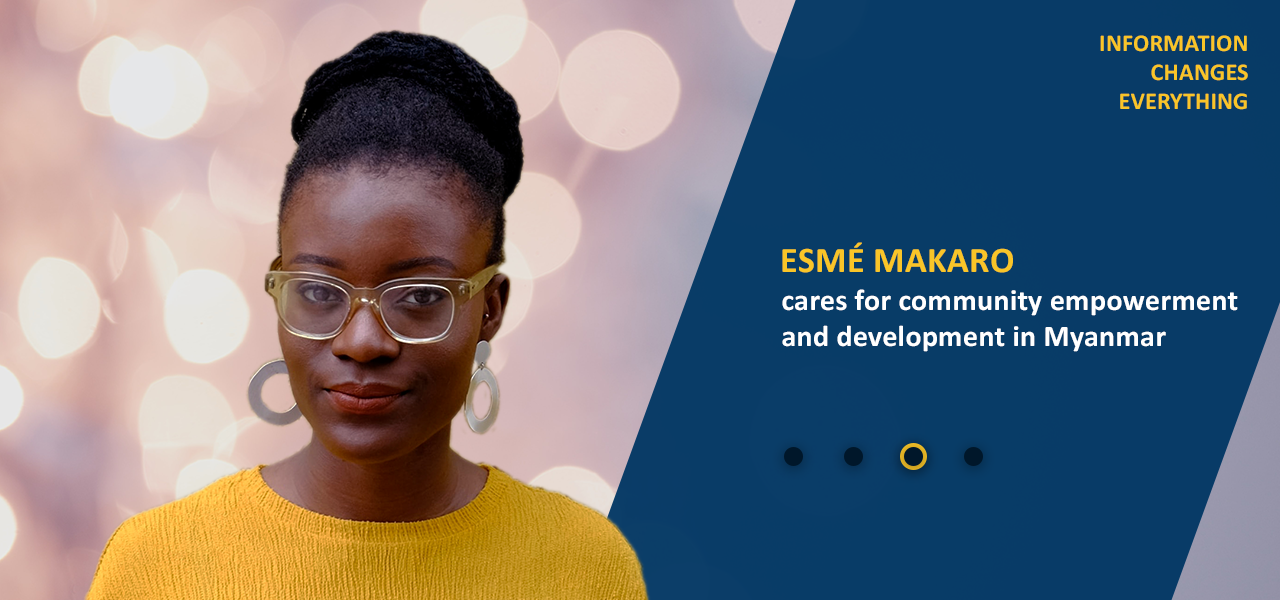 INFORMATION
CHANGES
EVERYTHING
ESMÉ MAKARO
cares for community empowerment
and development in Myanmar